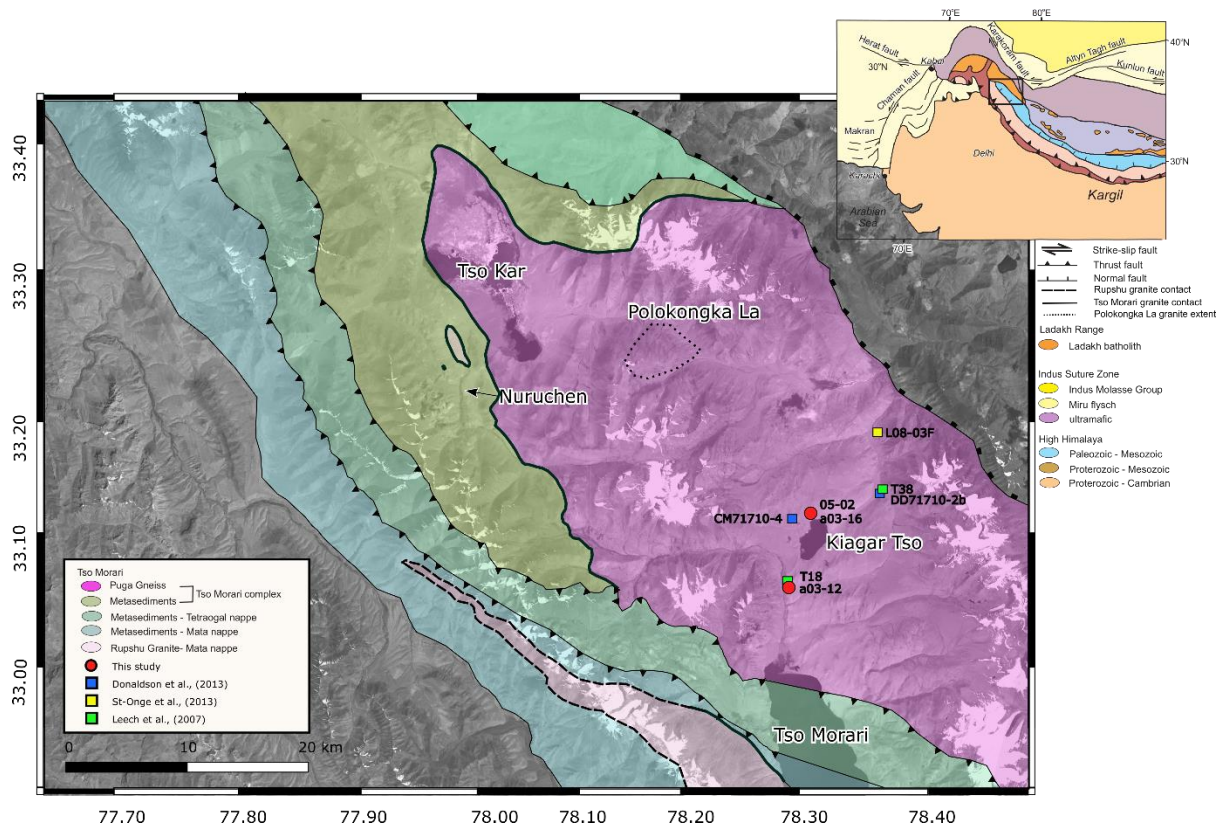 70°E
80°E
40°N
Herat fault
30°N
Kabul
Karakoram fault
Altyn Tagh fault
Kunlun fault
Chaman fault
Makran
Delhi
30°N
Karachi
Kargil
Arabian
Sea
70°E
Strike-slip fault
Thrust fault
Normal fault
Rupshu granite contact
Tso Morari granite contact
Polokongka La granite extent
Ladakh Range
Ladakh batholith
Indus Suture Zone
Indus Molasse Group
Miru flysch
ultramafic
High Himalaya
Paleozoic - Mesozoic
Proterozoic - Mesozoic
Proterozoic - Cambrian
33.40
33.30
33.20
33.10
33.00
Tso Kar
Polokongka La
Nuruchen
L08-03F
T38
DD71710-2b
05-02
a03-16
CM71710-4
Kiagar Tso
T18
a03-12
Tso Morari
Tso Morari
Puga Gneiss
Metasediments
Tso Morari complex
Metasediments - Tetraogal nappe
Metasediments - Mata nappe
Rupshu Granite- Mata nappe
This study
Donaldson et al., (2013)
St-Onge et al., (2013)
Leech et al., (2007)
0 10 20 km
77.70 77.80 77.90 78.00 78.10 78.20 78.30 78.40